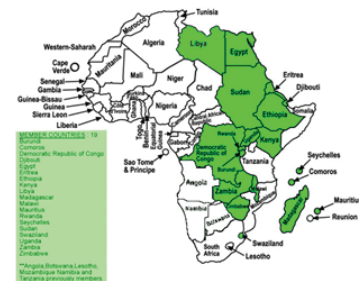 Tunisia
Morocco
Algeria
Libya
Egypt
Western-Saharah
Mauritania
Cape
Verde
Mali
Niger
Chad
Sudan
Eritrea
Djibouti
Senegal
Gambia
Guinea-Bissau
Guinea
Sierra Leon
Liberia
Nigeria
Togo
Benin
Ethiopia
Sao Tome
& Principe
Gabon
Rwanda
Kenya
Democratic
Republic of
Congo
Burundi
Tanzania
Seychelles
Comoros
Angola
Zambia
Zimbabwe
Madagascar
Mauritiu
Reunion
Namibia
Botswana
Swaziland
South
Africa
Lesotho
MEMBER COUNTRIES : 19
Burundi
Comoros
Democratic Republic of Congo
Djibouti
Egypt
Eritrea
Ethiopia
Kenya
Libya
Madagascar
Malawi
Mauritius
Rwanda
Seychelles
Sudan
Swaziland
Uganda
Zambia
Zimbabwe
**Angola,Botswana,Lesotho,
Mozambique Namibia and
Tanzania previously members